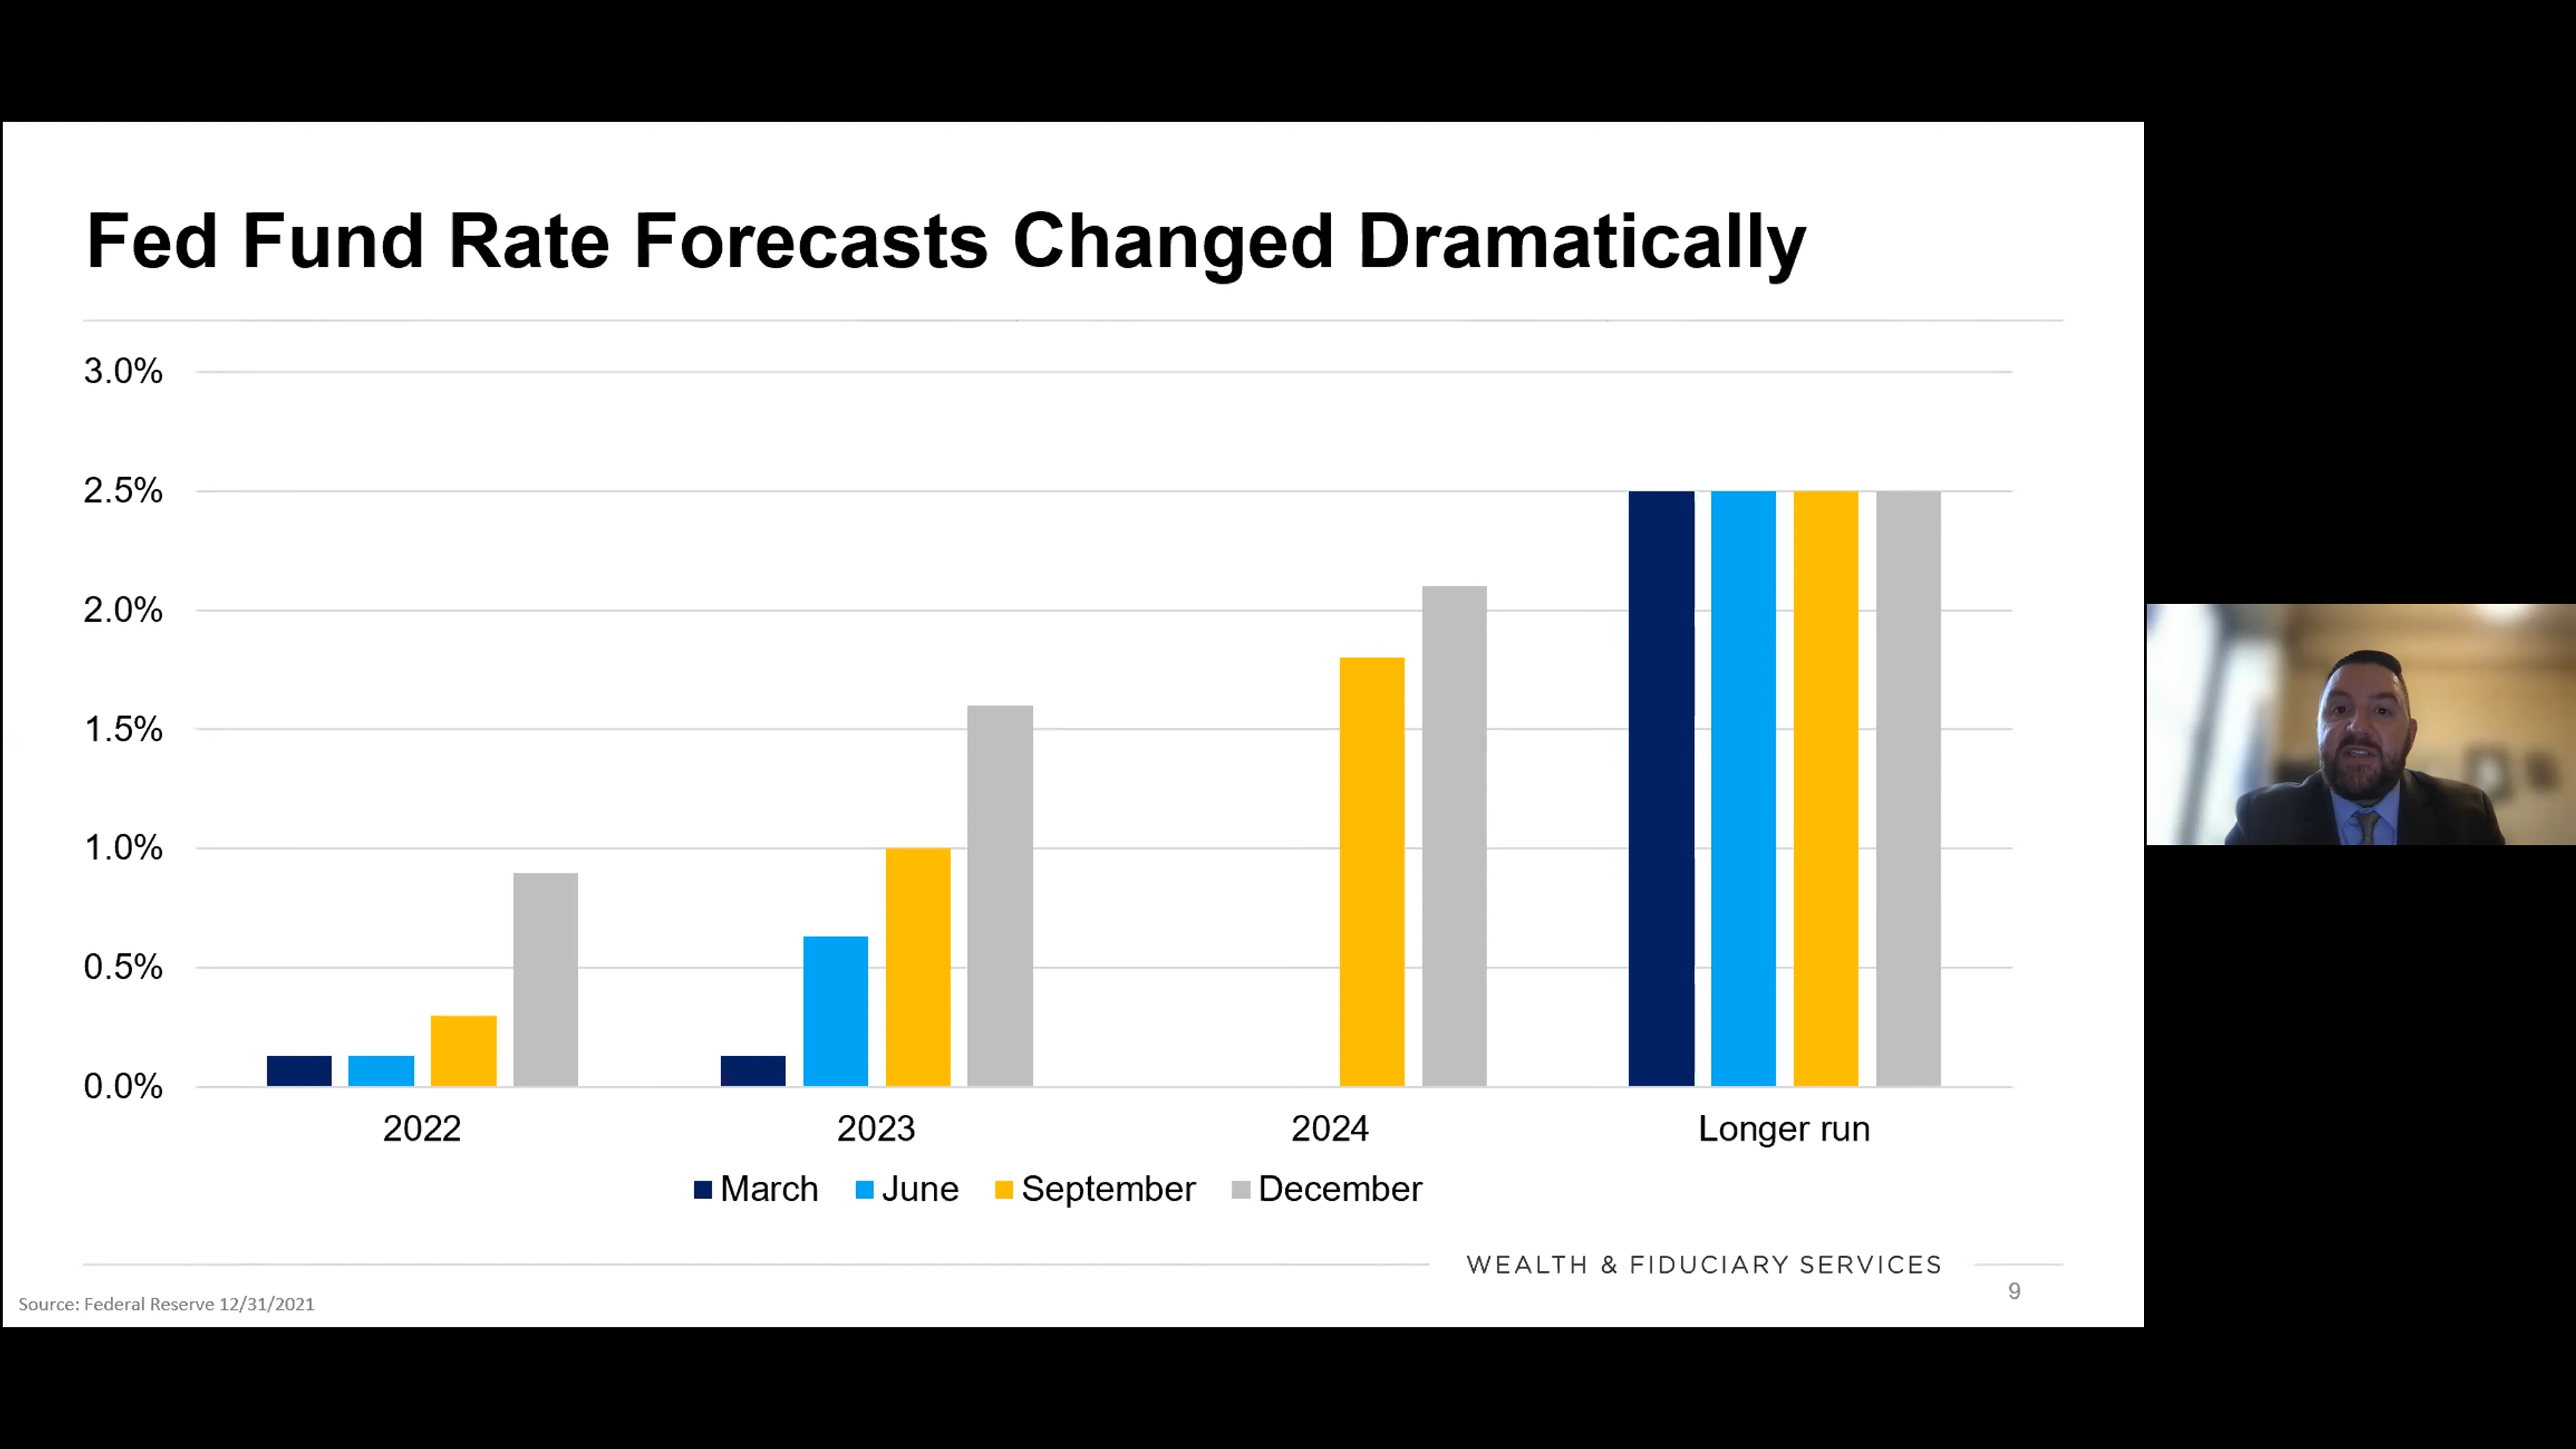 Fed Fund Rate Forecasts Changed Dramatically
3.0%
2.5%
2.0%
1.5%
1.0%
0.5%
0.0%
2022 2023 2024 Longer run
March June September December
WEALTH & FIDUCIARY SERVICES
9
Source: Federal Reserve 12/31/2021